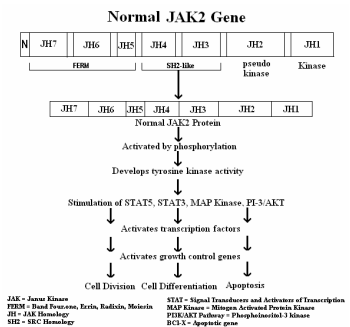 Normal JAK2 Gene
N JH7 JH6 JH5 JH4 JH3 JH2 JH1
FERM SH2-like pseudo kinase Kinase
JH7 JH6 JH5 JH4 JH3 JH2 JH1
Normal JAK2 Protein
Activated by phosphorylation
Develops tyrosine kinase activity
Stimulation of STAT5, STAT3, MAP Kinase, PI-3/AKT
Activates transcription factors
Activates growth control genes
Cell Division Cell Differentiation Apoptosis
JAK = Janus Kinase
FERM = Band Four.one, Erzin, Radixin, Moiezin
JH = JAK Homology
SH2 = SRC Homology
STAT = Signal Transducers and Activators of Transcription
MAP Kinase = Mitogen Activated Protein Kinase
PI3K/AKT Pathway = Phosphoinositol-3 kinase
BCl-X = Apoptotic gene